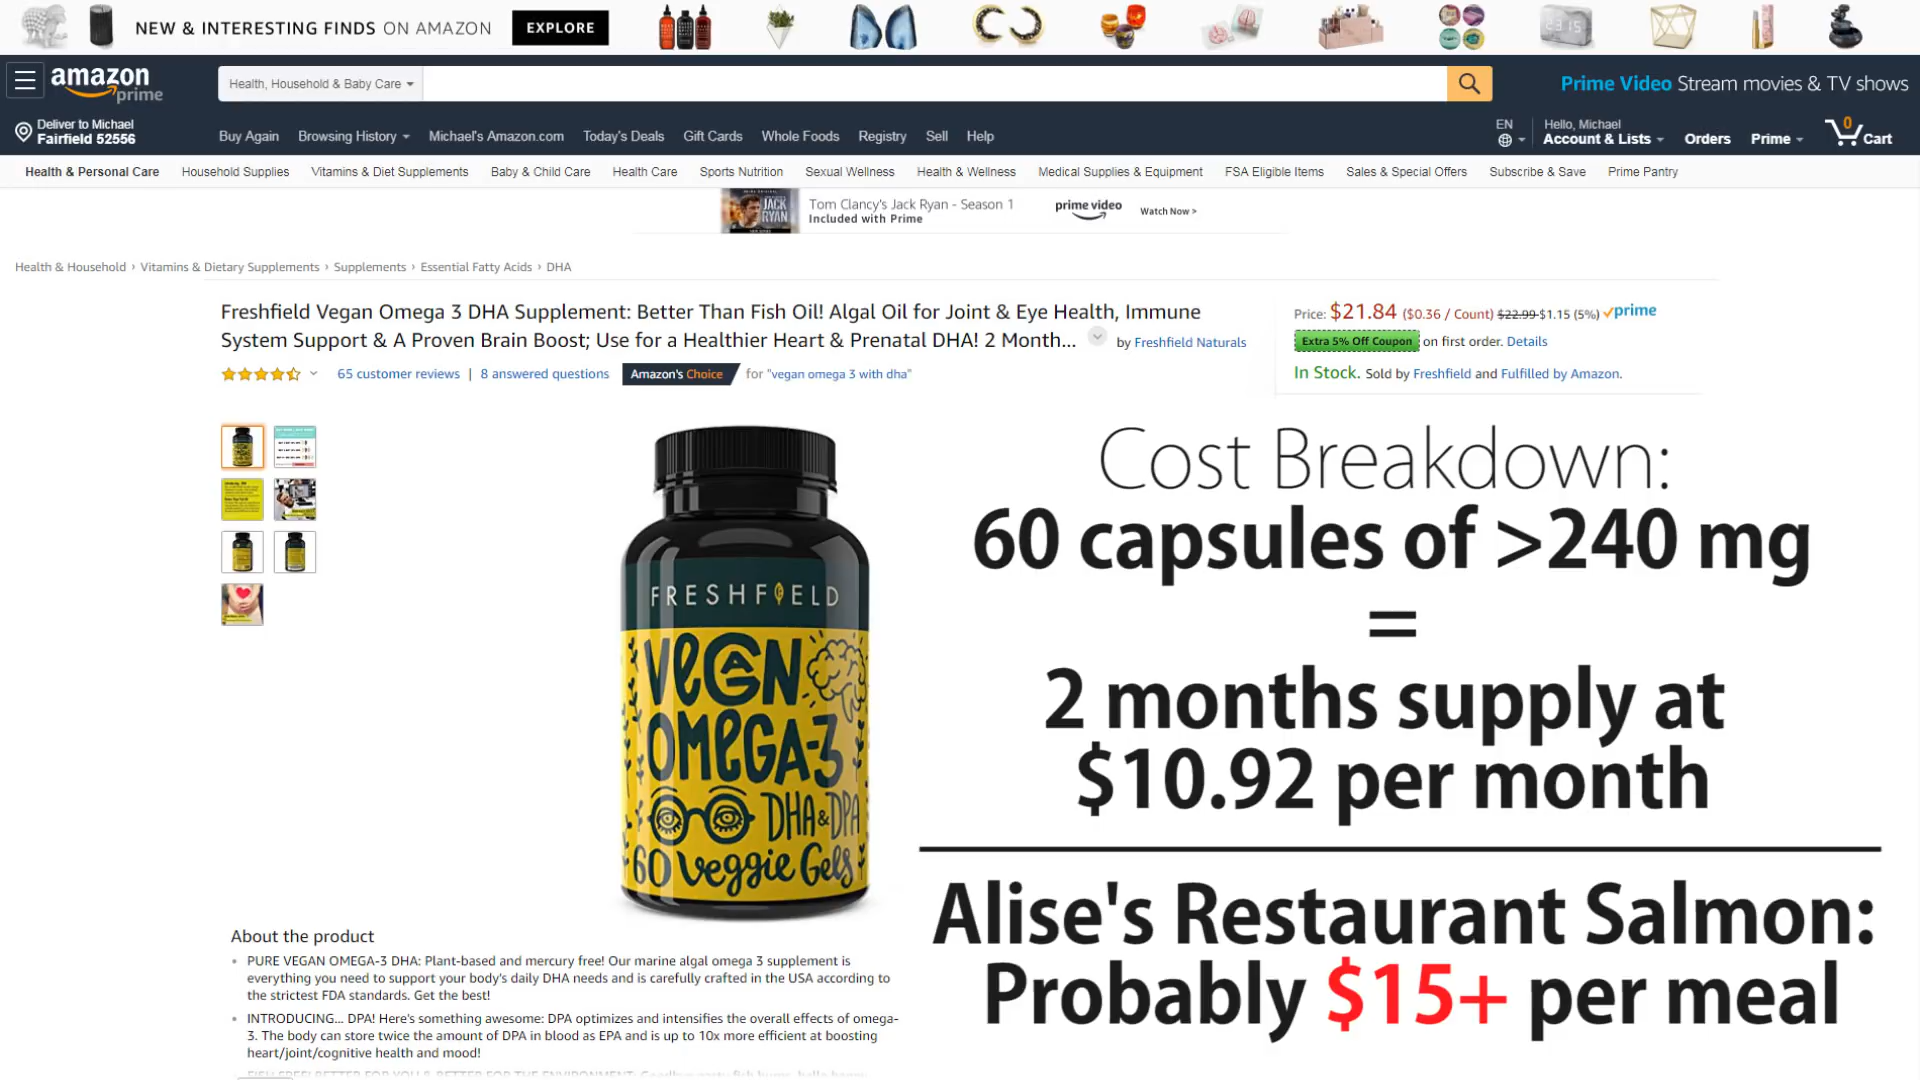 NEW & INTERESTING FINDS ON AMAZON EXPLORE
amazon prime
Health, Household & Baby Care
Prime Video Stream movies & TV shows
Deliver to Michael
Fairfield 52556
Buy Again Browsing History Michael's Amazon.com Today's Deals Gift Cards Whole Foods Registry Sell Help
EN
Hello, Michael
Account & Lists Orders Prime 0 Cart
Health & Personal Care Household Supplies Vitamins & Diet Supplements Baby & Child Care Health Care Sports Nutrition Sexual Wellness Health & Wellness Medical Supplies & Equipment FSA Eligible Items Sales & Special Offers Subscribe & Save Prime Pantry
JACK RYAN
Tom Clancy's Jack Ryan - Season 1
Included with Prime
prime video
Watch Now >
Health & Household › Vitamins & Dietary Supplements › Supplements › Essential Fatty Acids › DHA
Freshfield Vegan Omega 3 DHA Supplement: Better Than Fish Oil! Algal Oil for Joint & Eye Health, Immune
System Support & A Proven Brain Boost; Use for a Healthier Heart & Prenatal DHA! 2 Month... by Freshfield Naturals
65 customer reviews | 8 answered questions Amazon's Choice for "vegan omega 3 with dha"
Price: $21.84 ($0.36 / Count) $22.99 $1.15 (5%) prime
Extra 5% Off Coupon on first order. Details
In Stock. Sold by Freshfield and Fulfilled by Amazon.
FRESHFIELD
VEGAN
OMEGA-3
DHA & DPA
60 Veggie Gels
Cost Breakdown:
60 capsules of >240 mg
=
2 months supply at
$10.92 per month
Alise's Restaurant Salmon:
Probably $15+ per meal
About the product
• PURE VEGAN OMEGA-3 DHA: Plant-based and mercury free! Our marine algal omega 3 supplement is
everything you need to support your body's daily DHA needs and is carefully crafted in the USA according to
the strictest FDA standards. Get the best!
• INTRODUCING... DPA! Here's something awesome: DPA optimizes and intensifies the overall effects of omega-
3. The body can store twice the amount of DPA in blood as EPA and is up to 10x more efficient at boosting
heart/joint/cognitive health and mood!